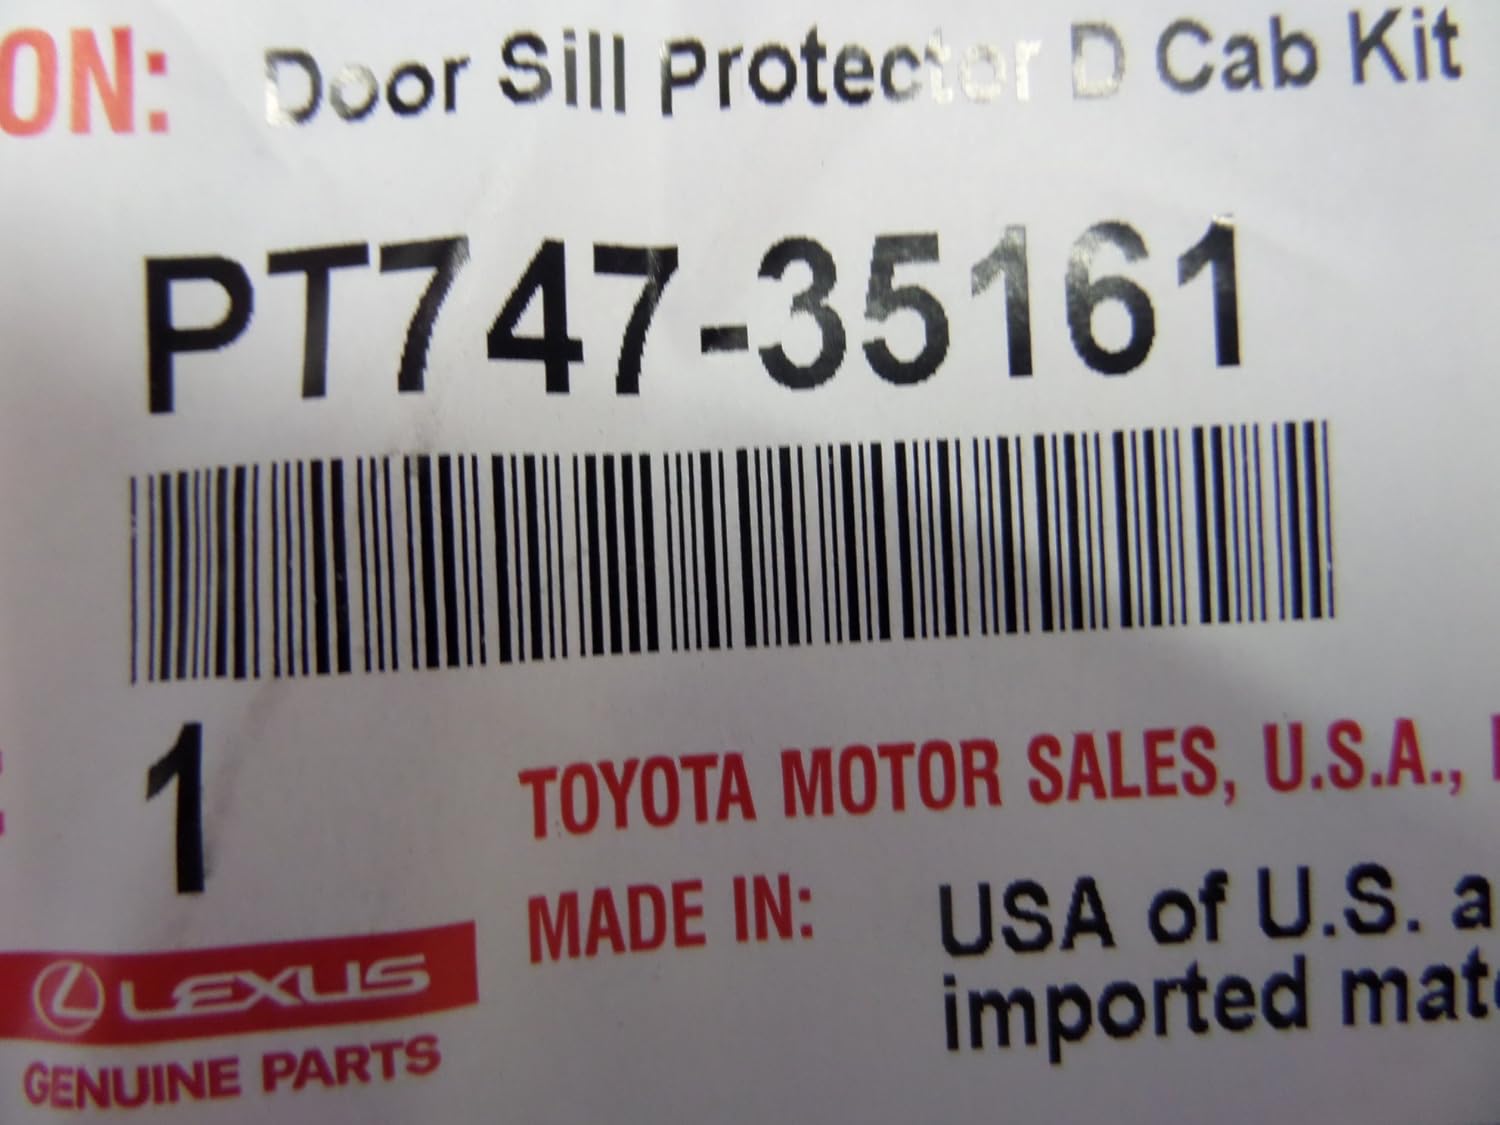 ON: Door Sill Protector D Cab Kit
PT747-35161
1
TOYOTA MOTOR SALES, U.S.A.,
MADE IN: USA of U.S. a
imported mat
LEXUS
GENUINE PARTS